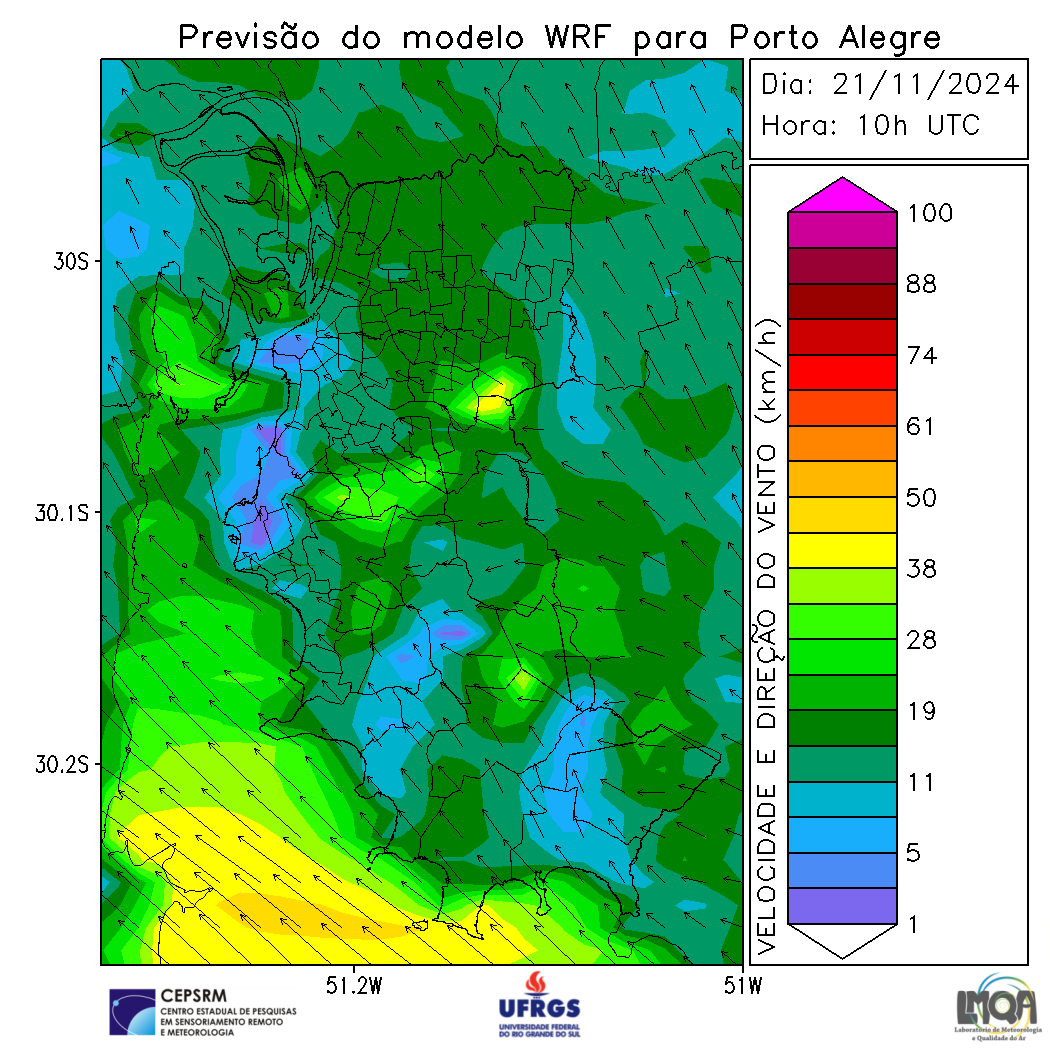 Previsão do modelo WRF para Porto Alegre
Dia: 21/11/2024
Hora: 10h UTC
30S
30.1S
30.2S
51.2W
51W
VELOCIDADE E DIREÇÃO DO VENTO (km/h)
100
88
74
61
50
38
28
19
11
5
1
CEPSRM
CENTRO ESTADUAL DE PESQUISAS
EM SENSORIAMENTO REMOTO
E METEOROLOGIA
UFRGS
UNIVERSIDADE FEDERAL
DO RIO GRANDE DO SUL
LMQA
Laboratório de Meteorologia
e Qualidade do Ar